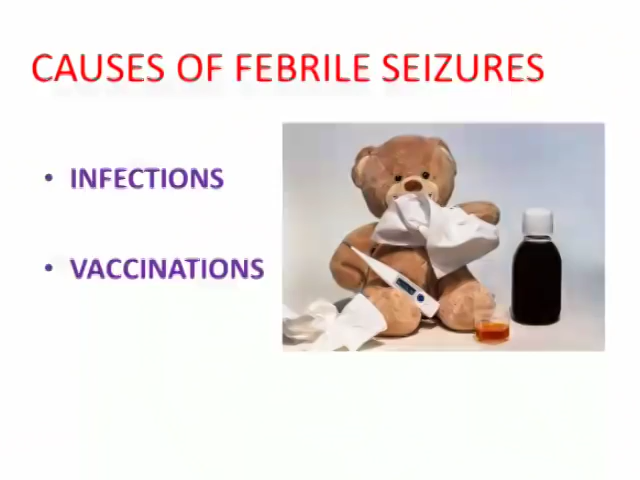 CAUSES OF FEBRILE SEIZURES
• INFECTIONS
• VACCINATIONS